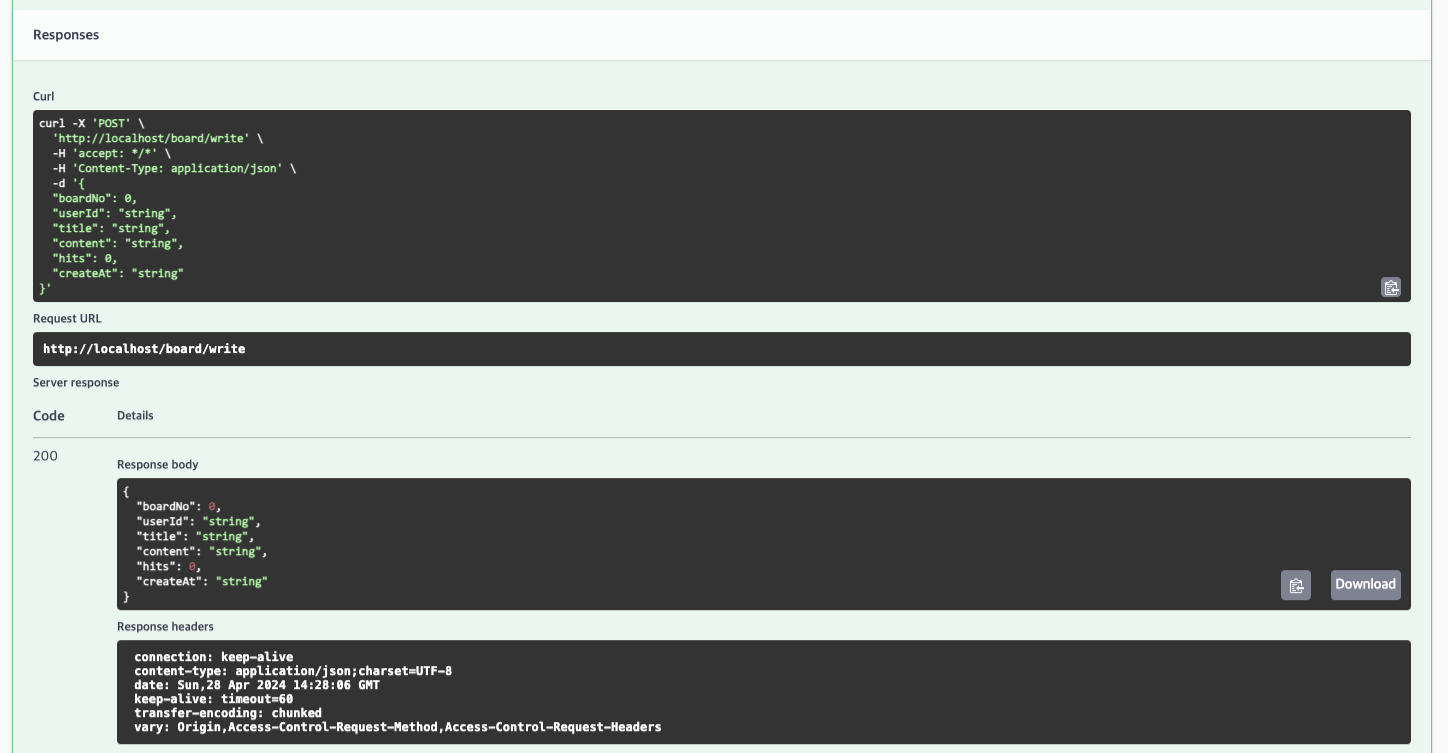 Responses
Curl
curl -X 'POST' \
  'http://localhost/board/write' \
  -H 'accept: */*' \
  -H 'Content-Type: application/json' \
  -d '{
  "boardNo": 0,
  "userId": "string",
  "title": "string",
  "content": "string",
  "hits": 0,
  "createAt": "string"
}'
Request URL
http://localhost/board/write
Server response
Code Details
200
Response body
{
  "boardNo": 0,
  "userId": "string",
  "title": "string",
  "content": "string",
  "hits": 0,
  "createAt": "string"
}
Download
Response headers
connection: keep-alive
content-type: application/json;charset=UTF-8
date: Sun,28 Apr 2024 14:28:06 GMT
keep-alive: timeout=60
transfer-encoding: chunked
vary: Origin,Access-Control-Request-Method,Access-Control-Request-Headers